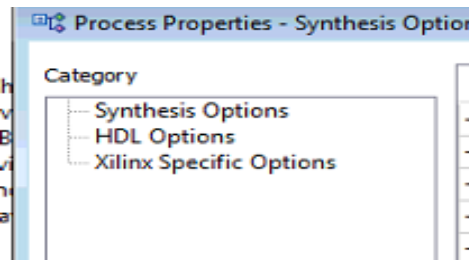 Process Properties - Synthesis Optio
Category
Synthesis Options
HDL Options
Xilinx Specific Options